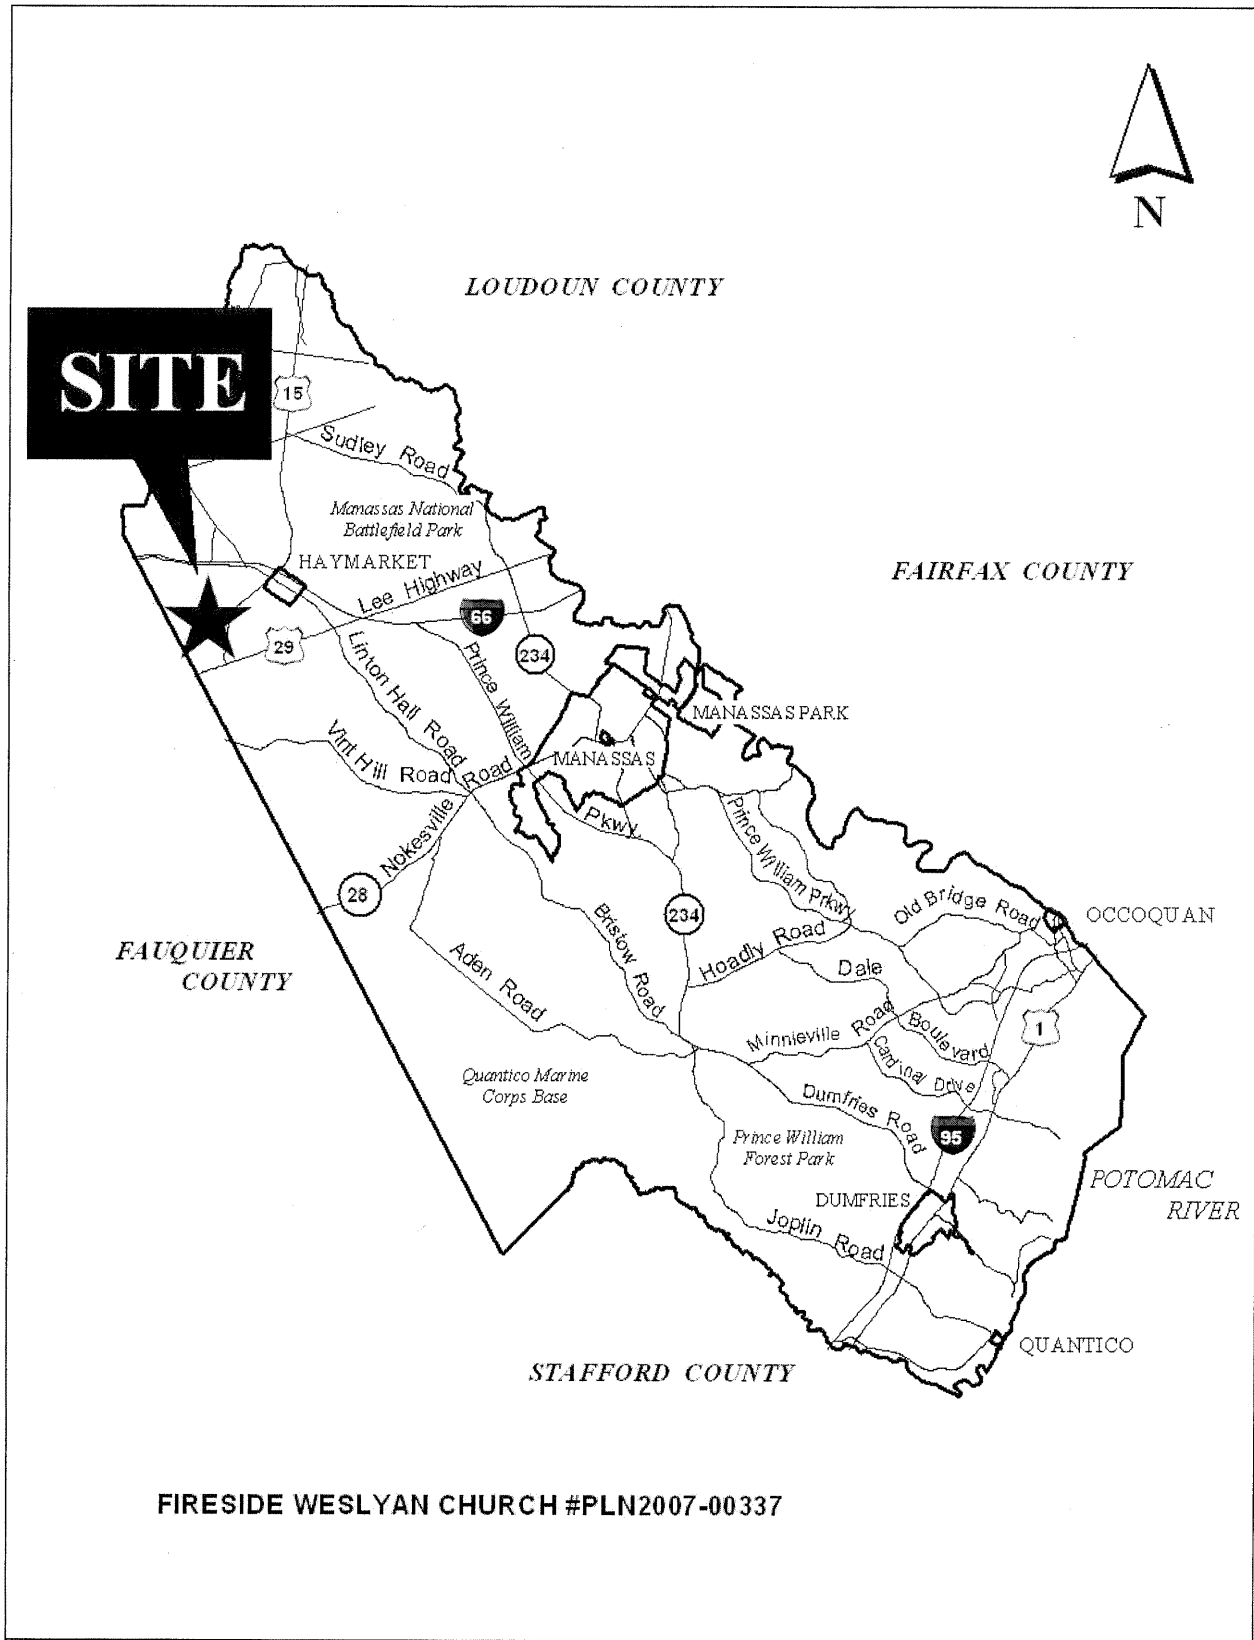 N
LOUDOUN COUNTY
SITE
15
Sudley Road
Manassas National
Battlefield Park
HAYMARKET
Lee Highway
FAIRFAX COUNTY
66
29
234
Linton Hall Road
Prince William
MANASSAS PARK
MANASSAS
Vint Hill Road
Road
Pkwy
Nokesville
28
Prince William Prkwy
234
Old Bridge Road
OCCOQUAN
Bristow Road
Hoadly Road
FAUQUIER
COUNTY
Aden Road
Dale
Boulevard
Minnieville Road
1
Cardinal Drive
Quantico Marine
Corps Base
Dumfries Road
95
Prince William
Forest Park
POTOMAC
RIVER
DUMFRIES
Joplin Road
QUANTICO
STAFFORD COUNTY
FIRESIDE WESLYAN CHURCH #PLN2007-00337